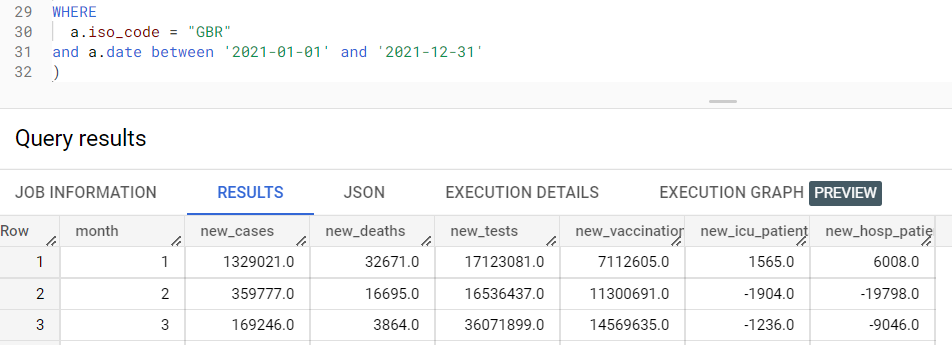 29 WHERE
30 a.iso_code = "GBR"
31 and a.date between '2021-01-01' and '2021-12-31'
32 )
Query results
JOB INFORMATION RESULTS JSON EXECUTION DETAILS EXECUTION GRAPH PREVIEW
Row month new_cases new_deaths new_tests new_vaccination new_icu_patient new_hosp_patie
1 1 1329021.0 32671.0 17123081.0 7112605.0 1565.0 6008.0
2 2 359777.0 16695.0 16536437.0 11300691.0 -1904.0 -19798.0
3 3 169246.0 3864.0 36071899.0 14569635.0 -1236.0 -9046.0